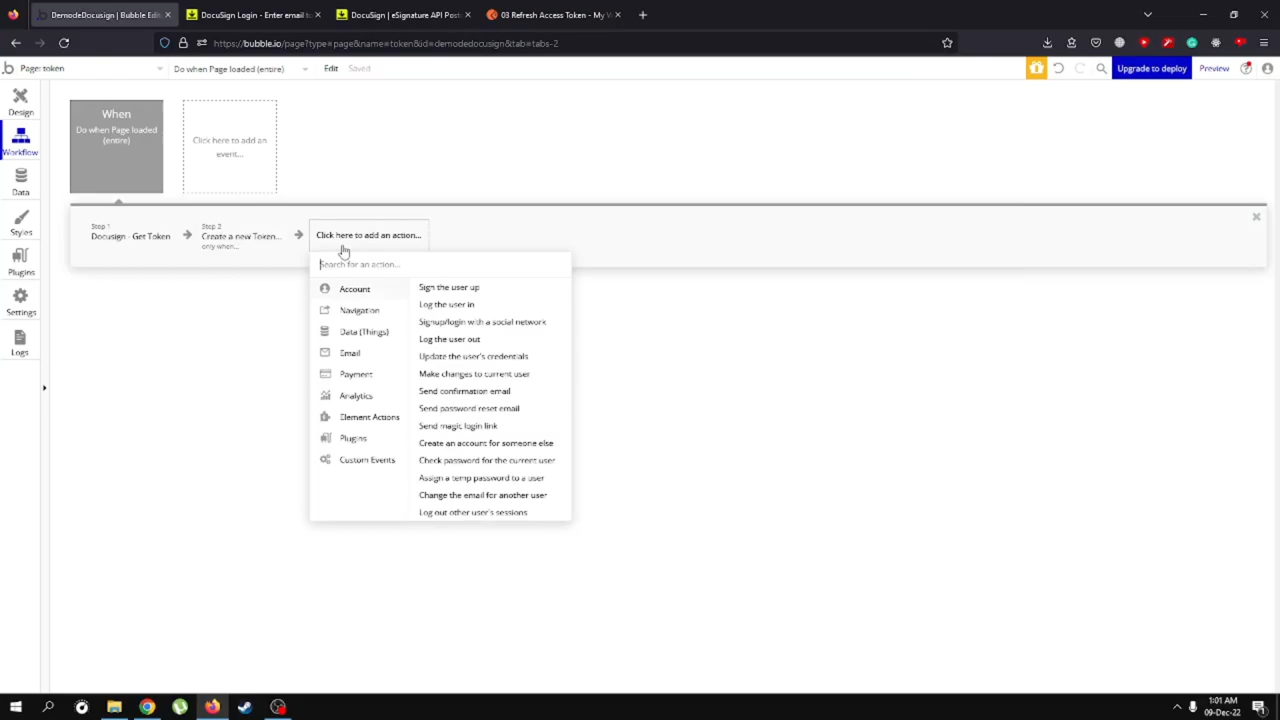 DemodeDocusign | Bubble Edit
DocuSign Login - Enter email to
DocuSign | eSignature API Post
03 Refresh Access Token - My V
https://bubble.io/page?type=page&name=token&id=demodedocusign&tab=tabs-2
Page: token
Do when Page loaded (entire)
Edit
Saved
Upgrade to deploy
Preview
Design
Workflow
Data
Styles
Plugins
Settings
Logs
When
Do when Page loaded
(entire)
Click here to add an
event...
Step 1
Docusign - Get Token
Step 2
Create a new Token...
only when...
Click here to add an action...
Search for an action...
Account
Navigation
Data (Things)
Email
Payment
Analytics
Element Actions
Plugins
Custom Events
Sign the user up
Log the user in
Signup/login with a social network
Log the user out
Update the user's credentials
Make changes to current user
Send confirmation email
Send password reset email
Send magic login link
Create an account for someone else
Check password for the current user
Assign a temp password to a user
Change the email for another user
Log out other user's sessions
1:01 AM
09-Dec-22